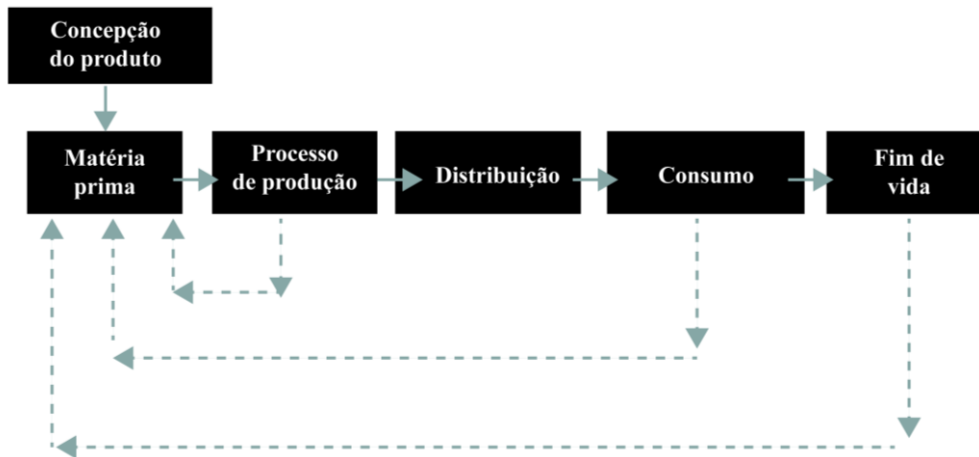 Concepção
do produto
Matéria
prima
Processo
de produção
Distribuição
Consumo
Fim de
vida